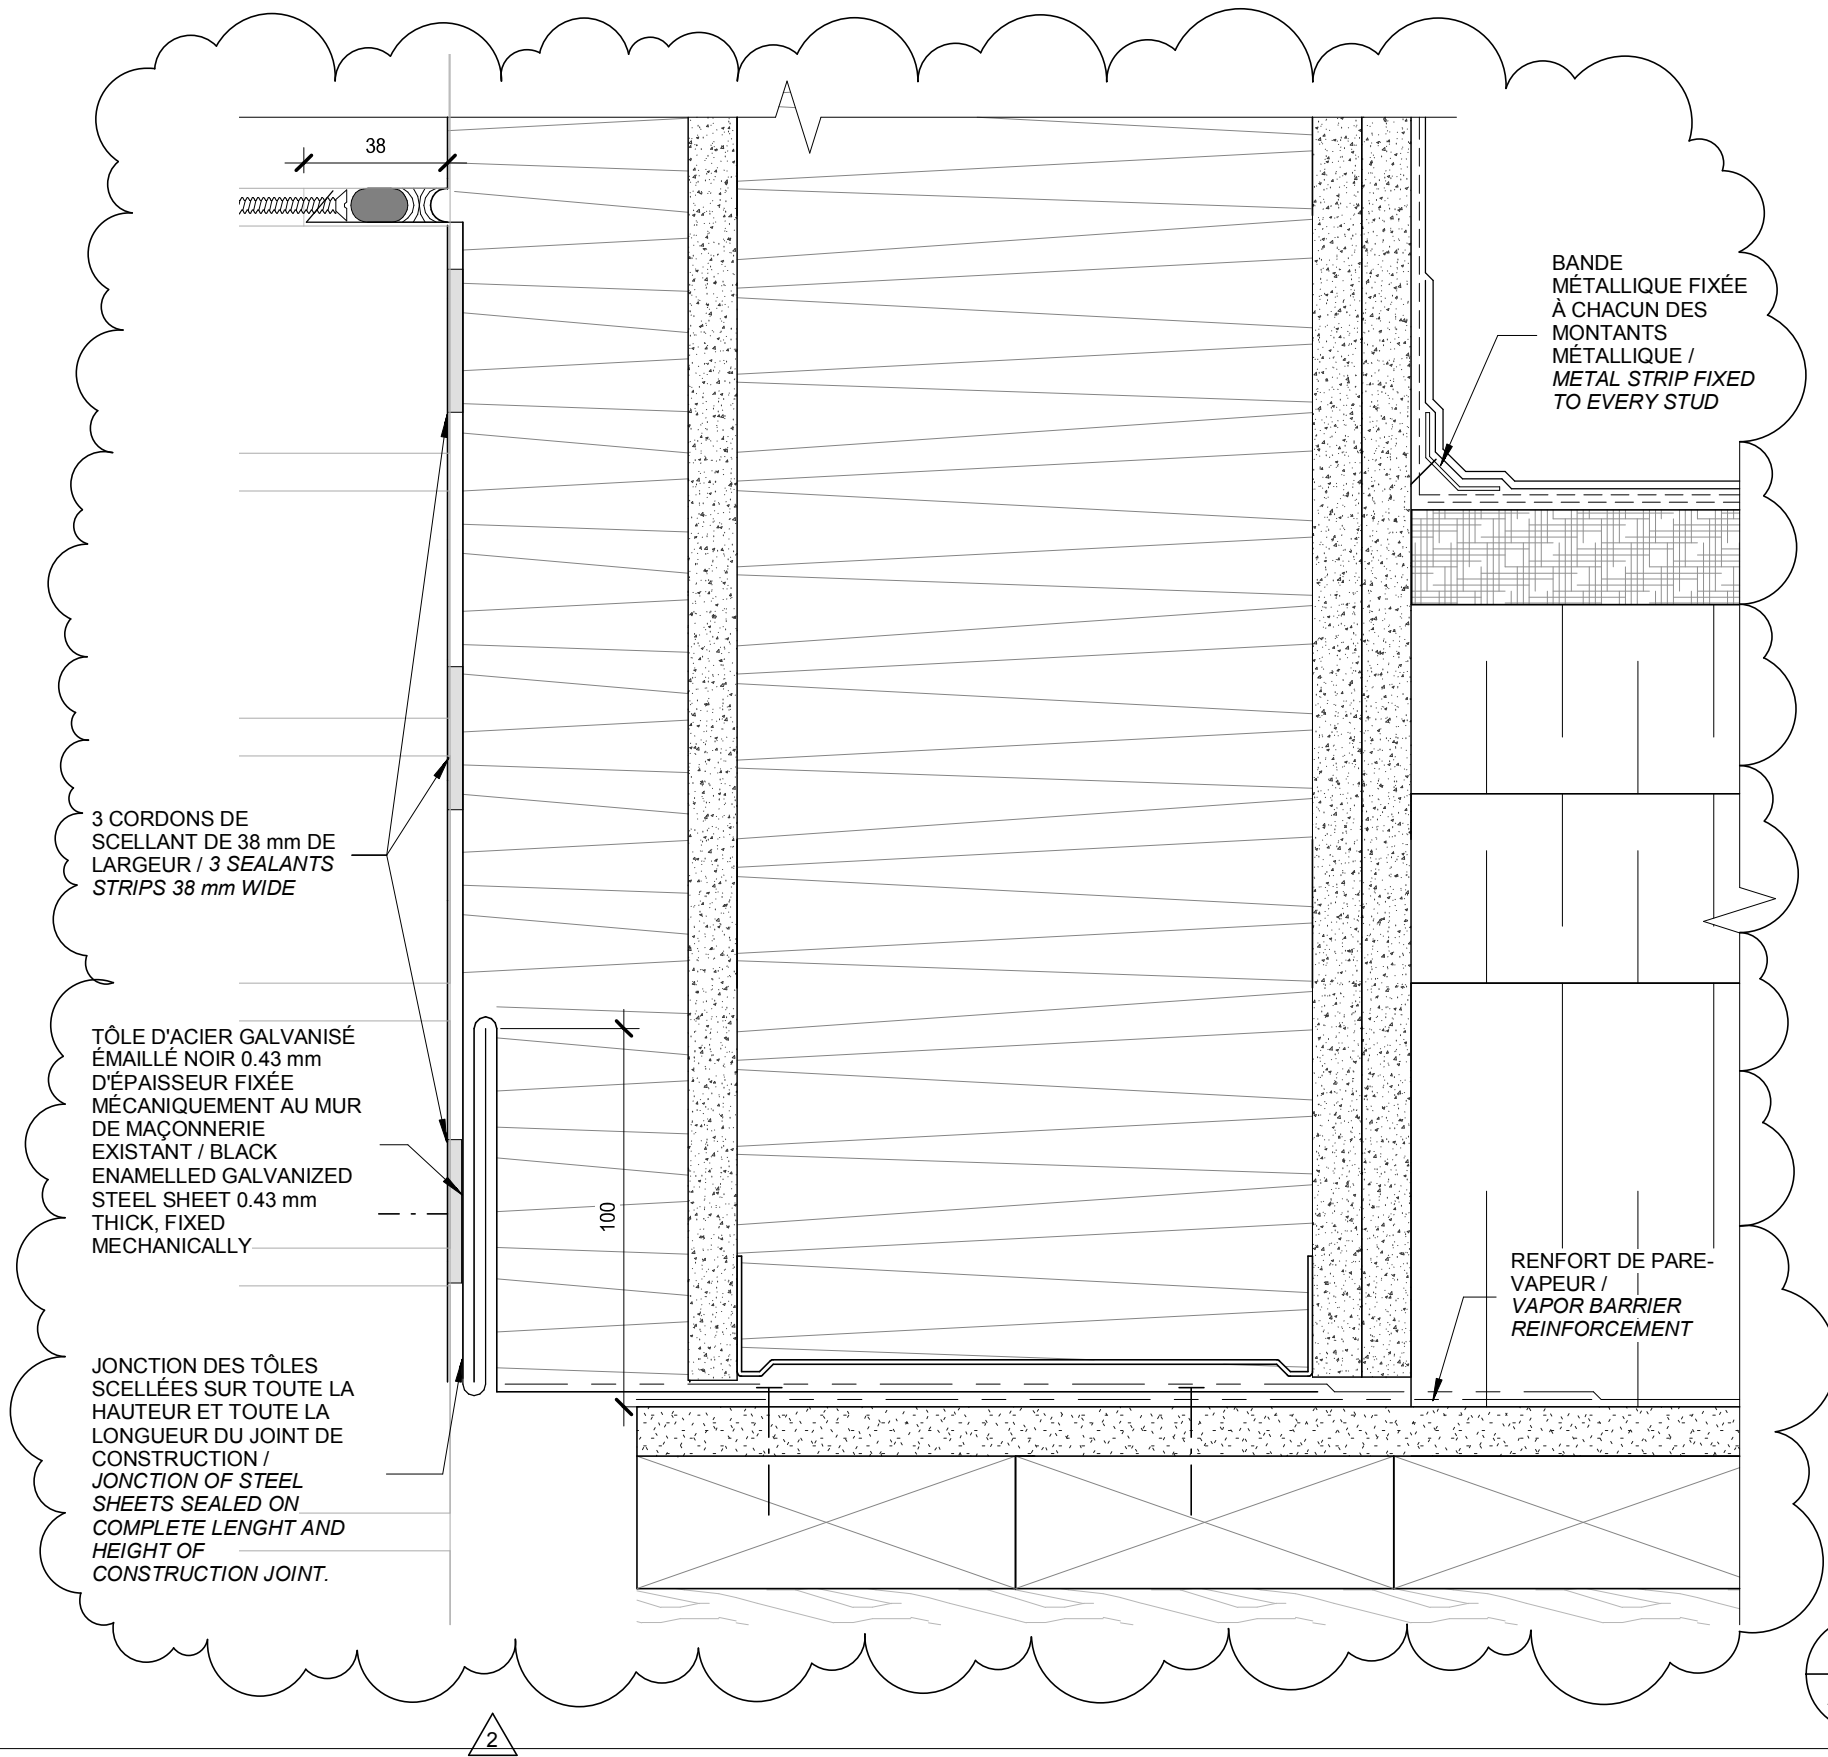 38
BANDE
MÉTALLIQUE FIXÉE
À CHACUN DES
MONTANTS
MÉTALLIQUE /
METAL STRIP FIXED
TO EVERY STUD
3 CORDONS DE
SCELLANT DE 38 mm DE
LARGEUR / 3 SEALANTS
STRIPS 38 mm WIDE
TÔLE D'ACIER GALVANISÉ
ÉMAILLÉ NOIR 0.43 mm
D'ÉPAISSEUR FIXÉE
MÉCANIQUEMENT AU MUR
DE MAÇONNERIE
EXISTANT / BLACK
ENAMELLED GALVANIZED
STEEL SHEET 0.43 mm
THICK, FIXED
MECHANICALLY
100
RENFORT DE PARE-
VAPEUR /
VAPOR BARRIER
REINFORCEMENT
JONCTION DES TÔLES
SCELLÉES SUR TOUTE LA
HAUTEUR ET TOUTE LA
LONGUEUR DU JOINT DE
CONSTRUCTION /
JONCTION OF STEEL
SHEETS SEALED ON
COMPLETE LENGHT AND
HEIGHT OF
CONSTRUCTION JOINT.
2